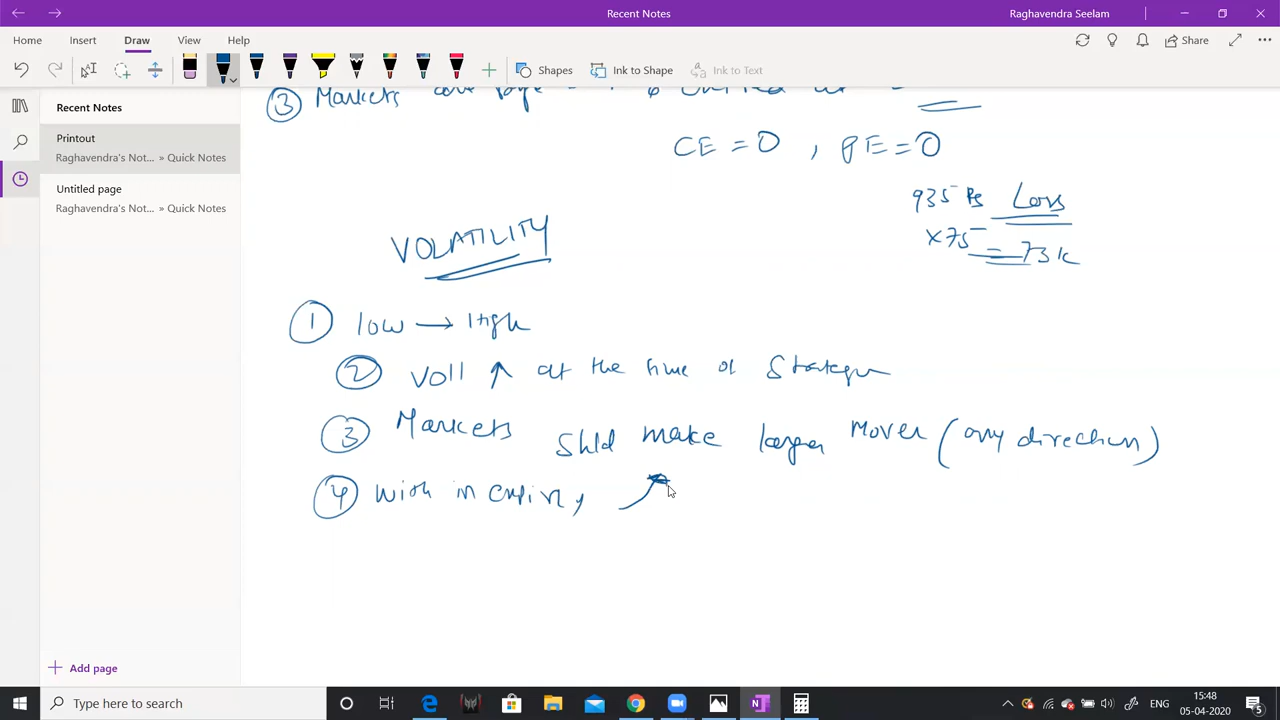 Recent Notes
Raghavendra Seelam
Home Insert Draw View Help
Share
Shapes Ink to Shape Ink to Text
Recent Notes
Printout
Raghavendra's Not... » Quick Notes
Untitled page
Raghavendra's Not... » Quick Notes
3 Markets
CE = 0 , PE = 0
935 Rs Loss
x75 = 73k
VOLATILITY
1 low → High
2 Voll ↑ at the time of
3 Markets Shld make larger Mover (any direction)
4 with in expiry
Add page
Type here to search
ENG
15:48
05-04-2020
5